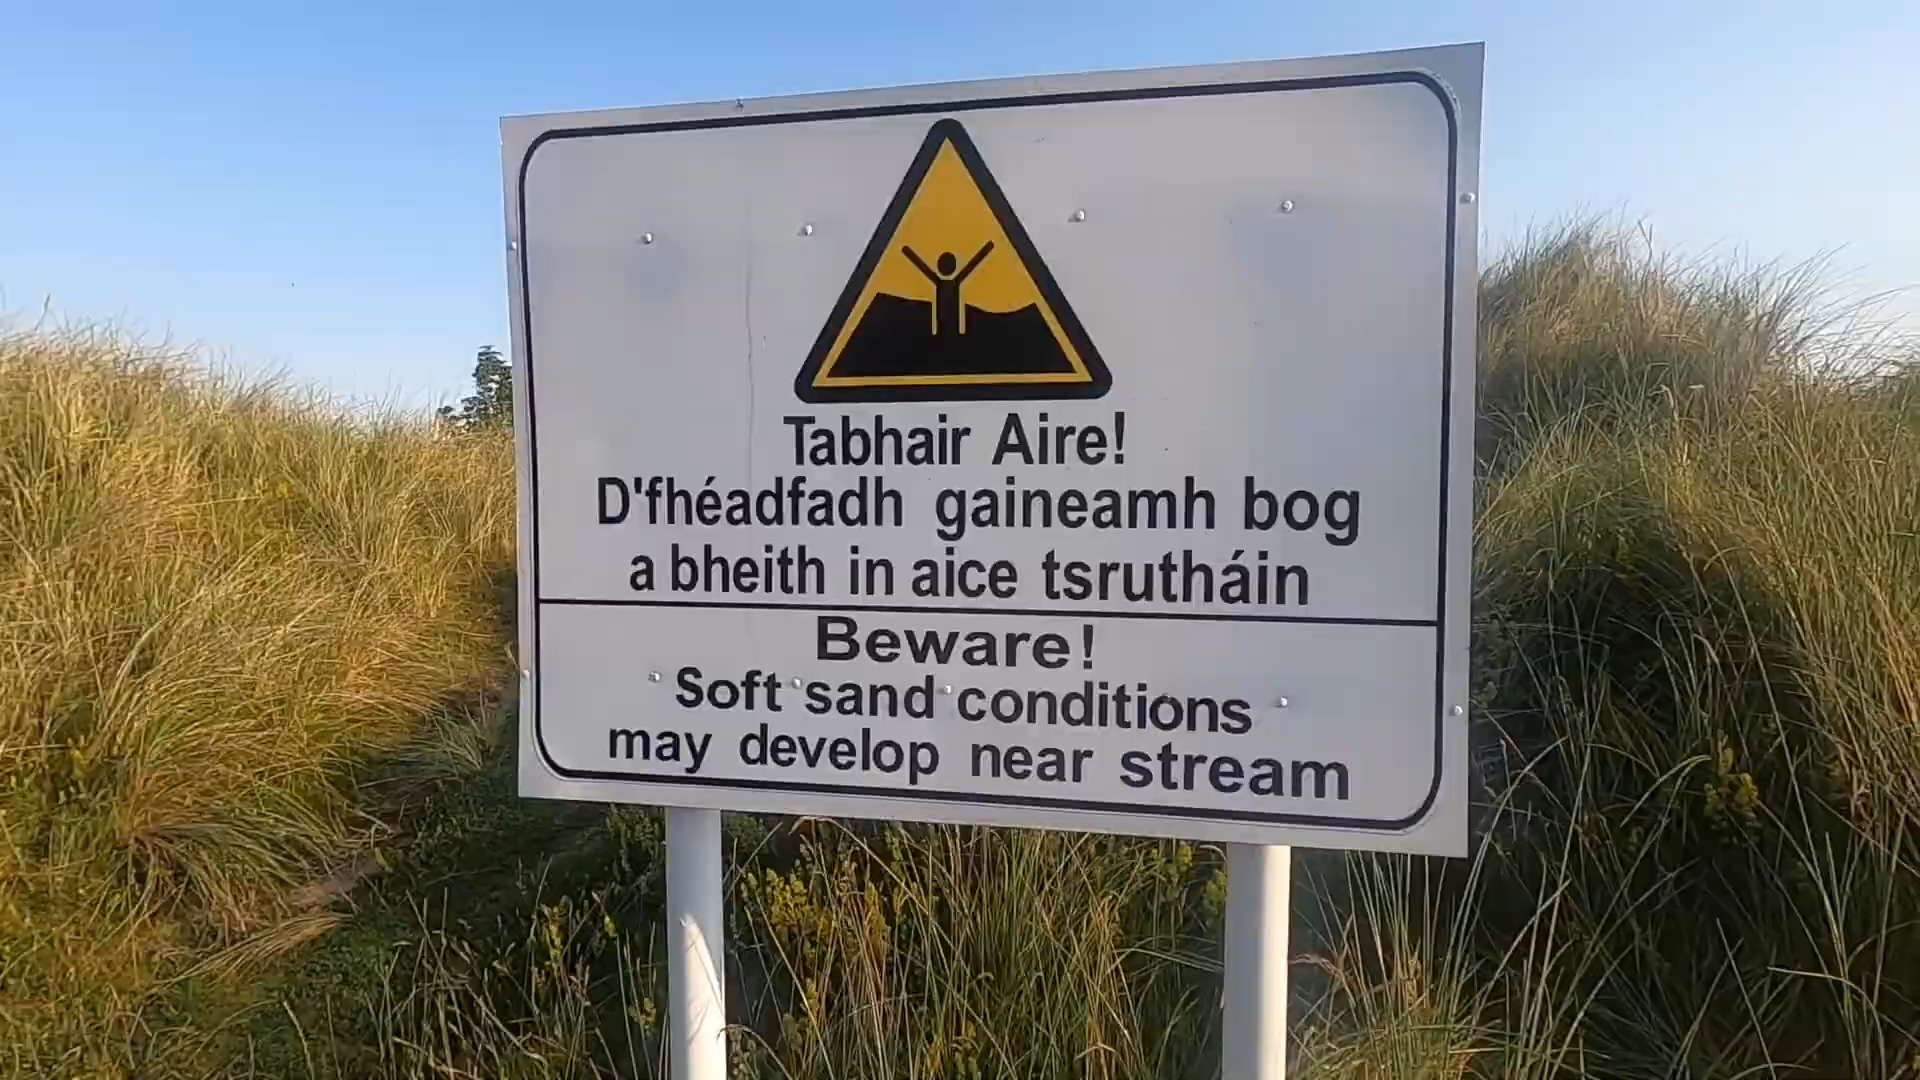 Tabhair Aire!
D'fhéadfadh gaineamh bog
a bheith in aice tsrutháin
Beware!
Soft sand conditions
may develop near stream